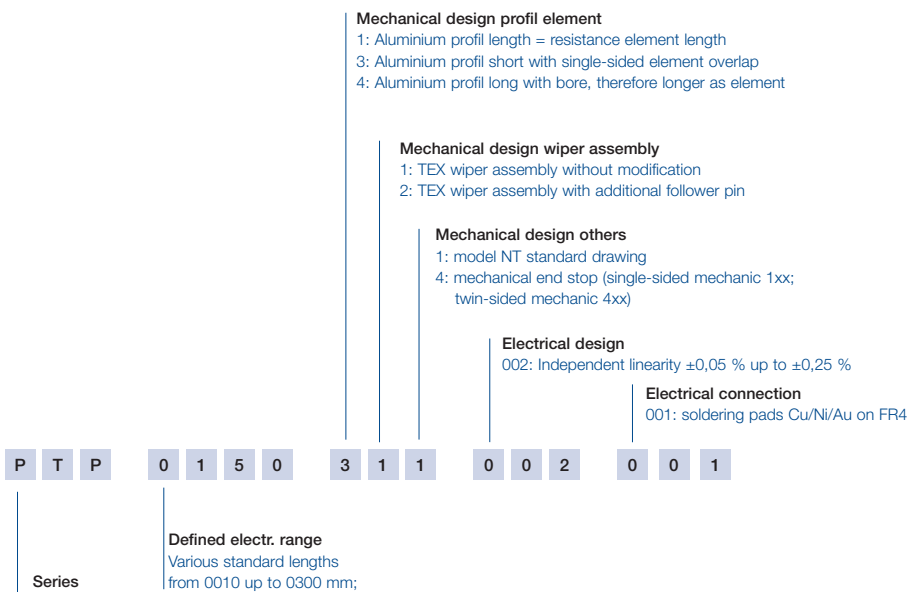 Mechanical design profil element
1: Aluminium profil length = resistance element length
3: Aluminium profil short with single-sided element overlap
4: Aluminium profil long with bore, therefore longer as element
Mechanical design wiper assembly
1: TEX wiper assembly without modification
2: TEX wiper assembly with additional follower pin
Mechanical design others
1: model NT standard drawing
4: mechanical end stop (single-sided mechanic 1xx;
twin-sided mechanic 4xx)
Electrical design
002: Independent linearity ±0,05 % up to ±0,25 %
Electrical connection
001: soldering pads Cu/Ni/Au on FR4
P T P 0 1 5 0 3 1 1 0 0 2 0 0 1
Defined electr. range
Various standard lengths
from 0010 up to 0300 mm;
Series